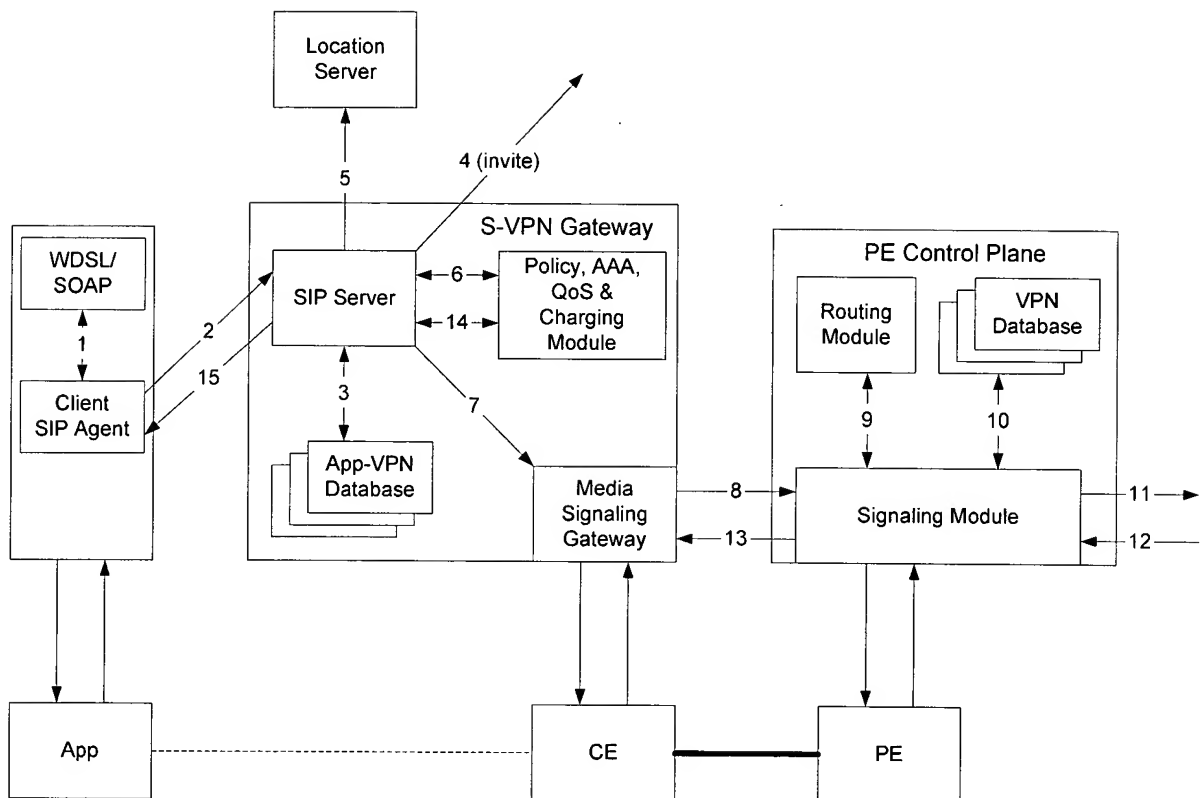 Location
Server
4 (invite)
5
S-VPN Gateway
PE Control Plane
WDSL/
SOAP
SIP Server
6
14
Policy, AAA,
QoS &
Charging
Module
Routing
Module
VPN
Database
1
2
15
Client
SIP Agent
3
7
9
10
App-VPN
Database
Media
Signaling
Gateway
8
13
Signaling Module
11
12
App
CE
PE